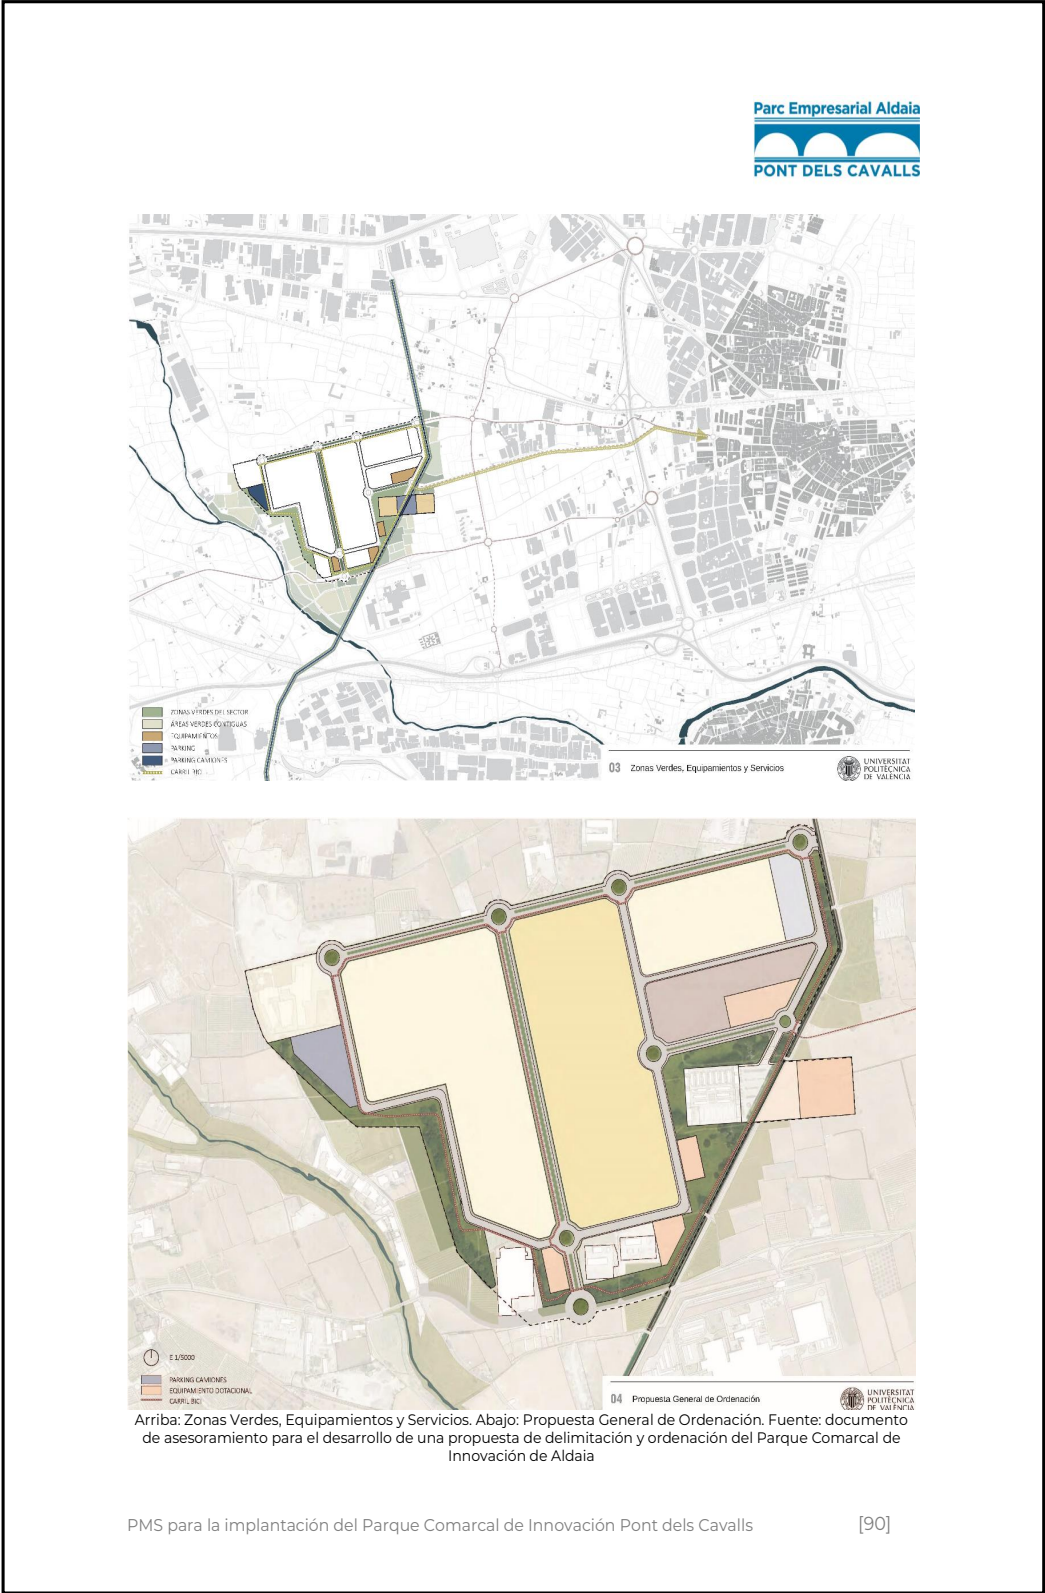 Parc Empresarial Aldaia
PONT DELS CAVALLS
ZONAS VERDES DEL SECTOR
ÁREAS VERDES CONTIGUAS
EQUIPAMIENTOS
PARKING
PARKING CAMIONES
CARRIL BICI
03 Zonas Verdes, Equipamientos y Servicios
UNIVERSITAT
POLITÈCNICA
DE VALÈNCIA
E 1/5000
PARKING CAMIONES
EQUIPAMIENTO DOTACIONAL
CARRIL BICI
04 Propuesta General de Ordenación
UNIVERSITAT
POLITÈCNICA
DE VALÈNCIA
Arriba: Zonas Verdes, Equipamientos y Servicios. Abajo: Propuesta General de Ordenación. Fuente: documento
de asesoramiento para el desarrollo de una propuesta de delimitación y ordenación del Parque Comarcal de
Innovación de Aldaia
PMS para la implantación del Parque Comarcal de Innovación Pont dels Cavalls [90]